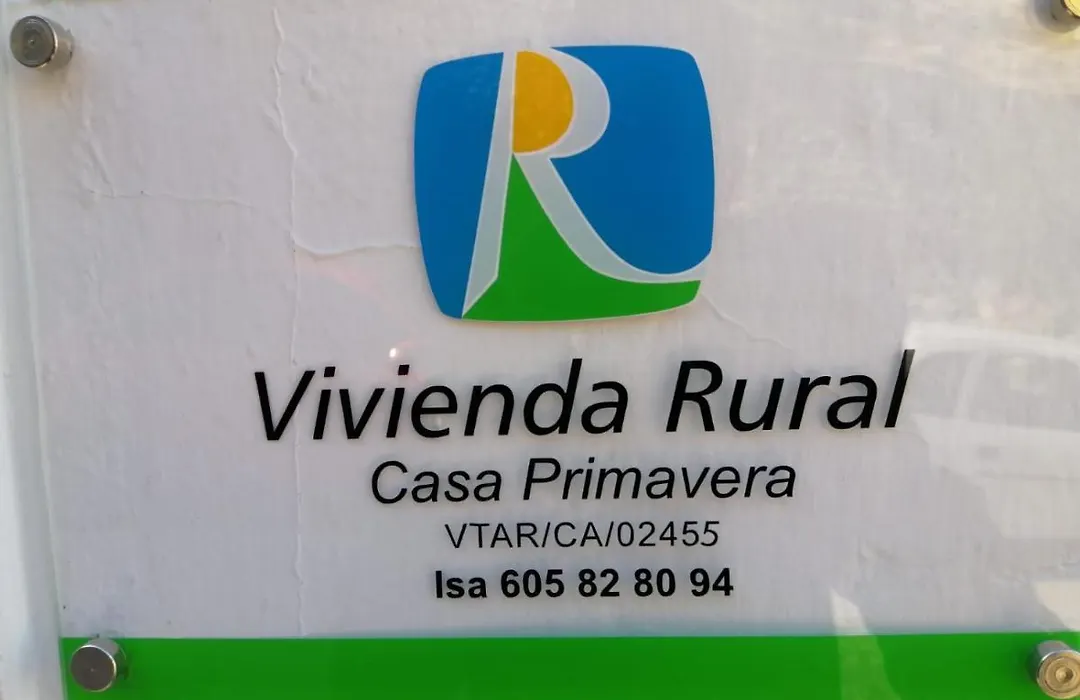 R
Vivienda Rural
Casa Primavera
VTAR/CA/02455
Isa 605 82 80 94